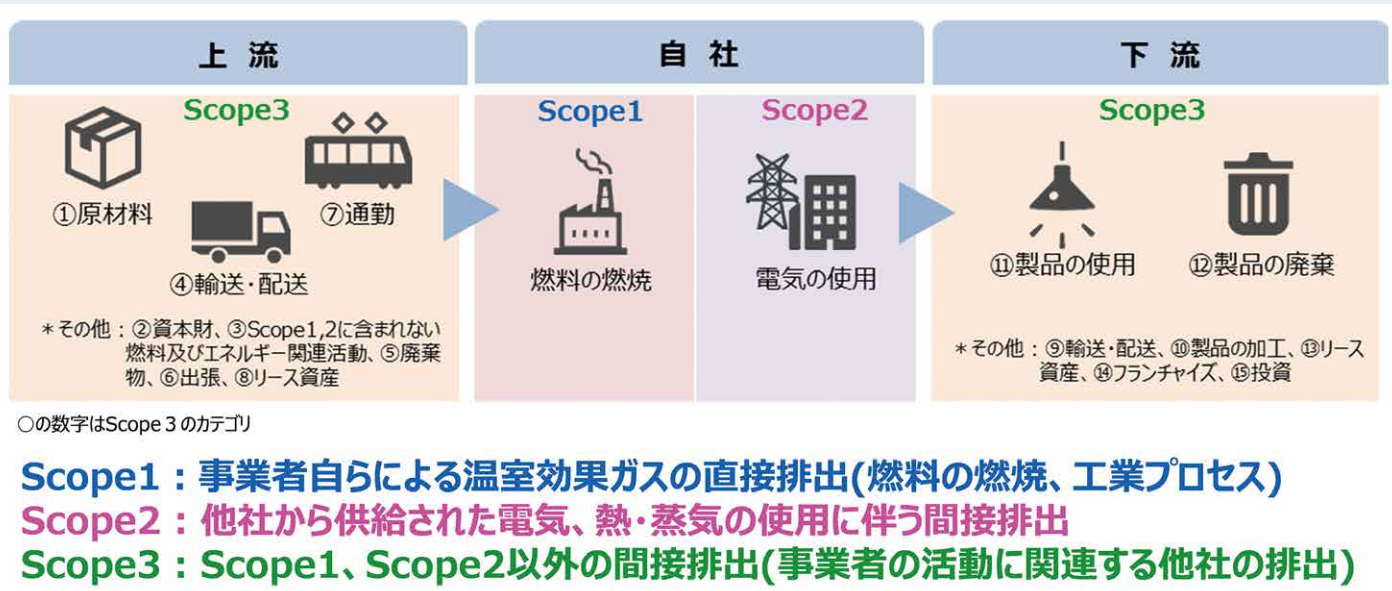 上 流
自 社
下 流
Scope3
①原材料
⑦通勤
④輸送・配送
＊その他：②資本財、③Scope1,2に含まれない
燃料及びエネルギー関連活動、⑤廃棄
物、⑥出張、⑧リース資産
Scope1
燃料の燃焼
Scope2
電気の使用
Scope3
⑪製品の使用
⑫製品の廃棄
＊その他：⑨輸送・配送、⑩製品の加工、⑬リース
資産、⑭フランチャイズ、⑮投資
○の数字はScope３のカテゴリ
Scope1：事業者自らによる温室効果ガスの直接排出(燃料の燃焼、工業プロセス)
Scope2：他社から供給された電気、熱・蒸気の使用に伴う間接排出
Scope3：Scope1、Scope2以外の間接排出(事業者の活動に関連する他社の排出)